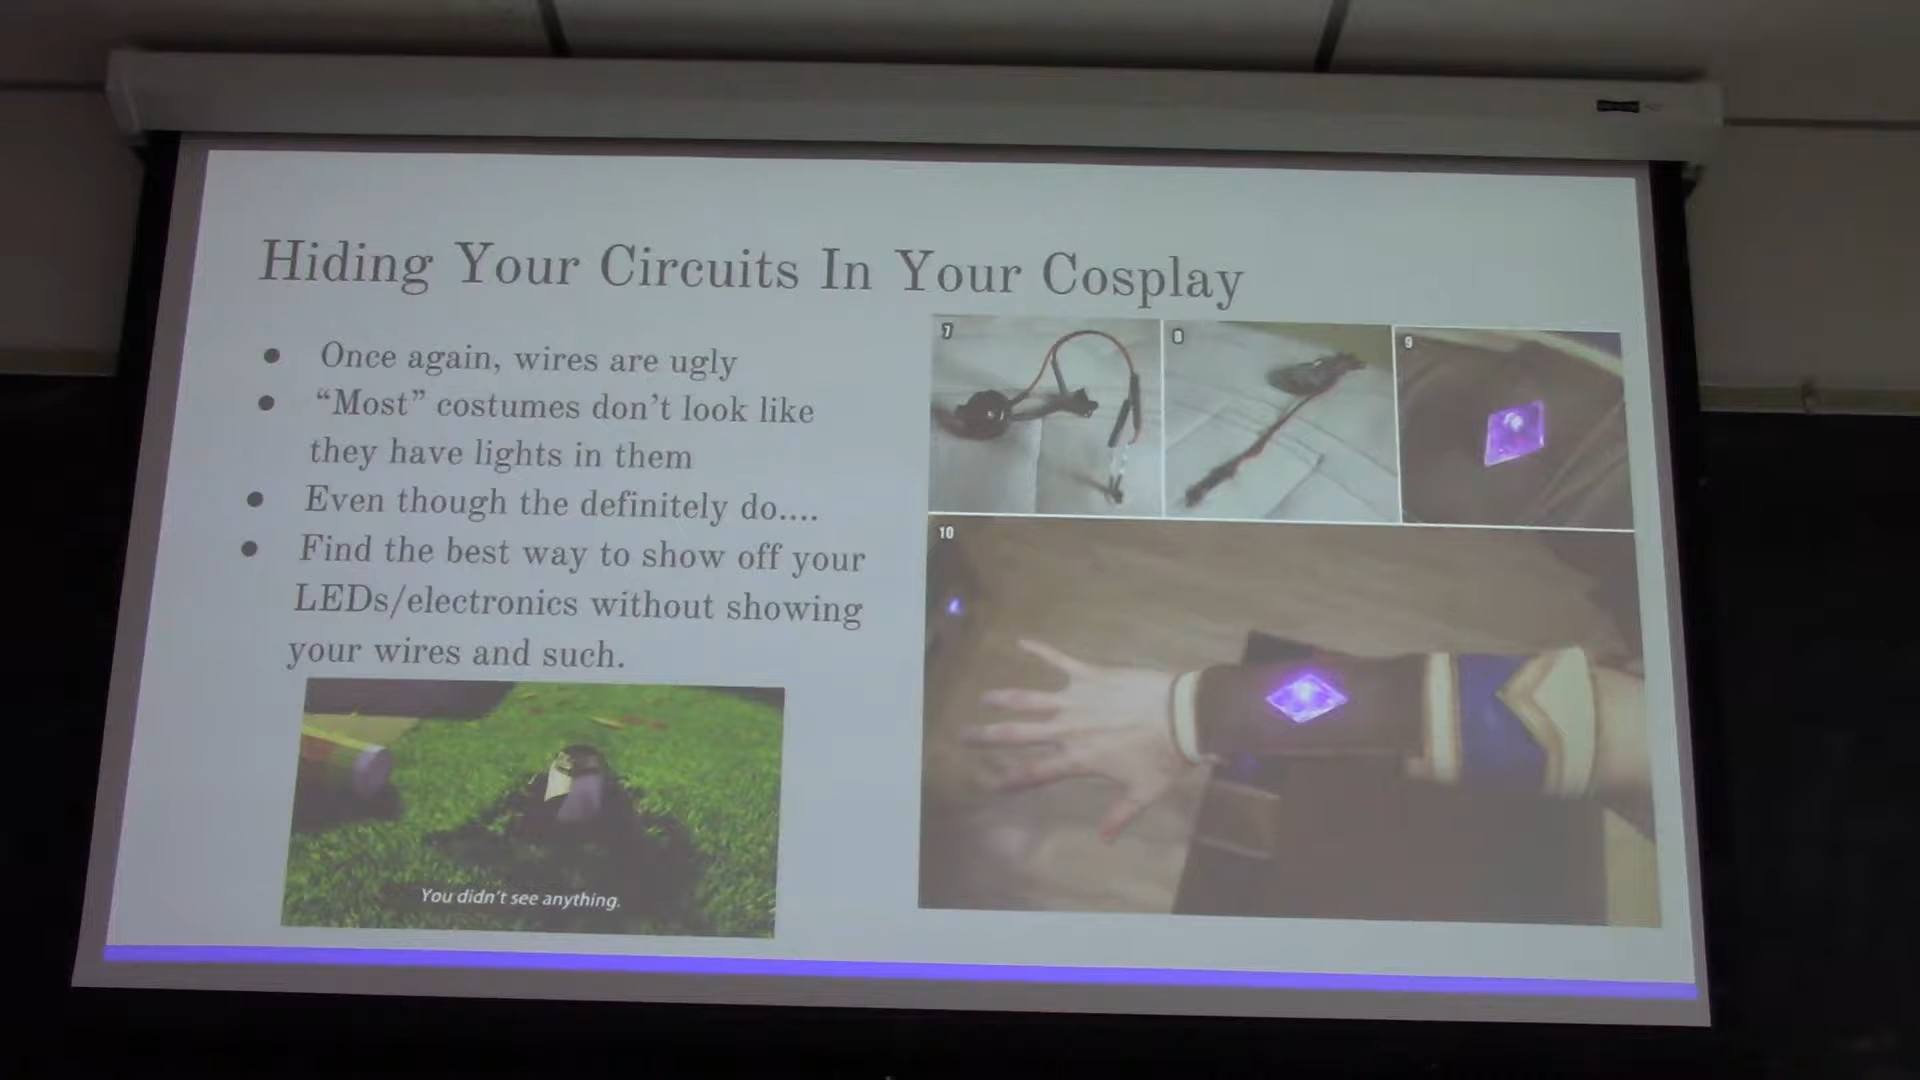 Hiding Your Circuits In Your Cosplay
Once again, wires are ugly
“Most” costumes don’t look like
they have lights in them
Even though the definitely do....
Find the best way to show off your
LEDs/electronics without showing
your wires and such.
7
8
9
10
You didn’t see anything.